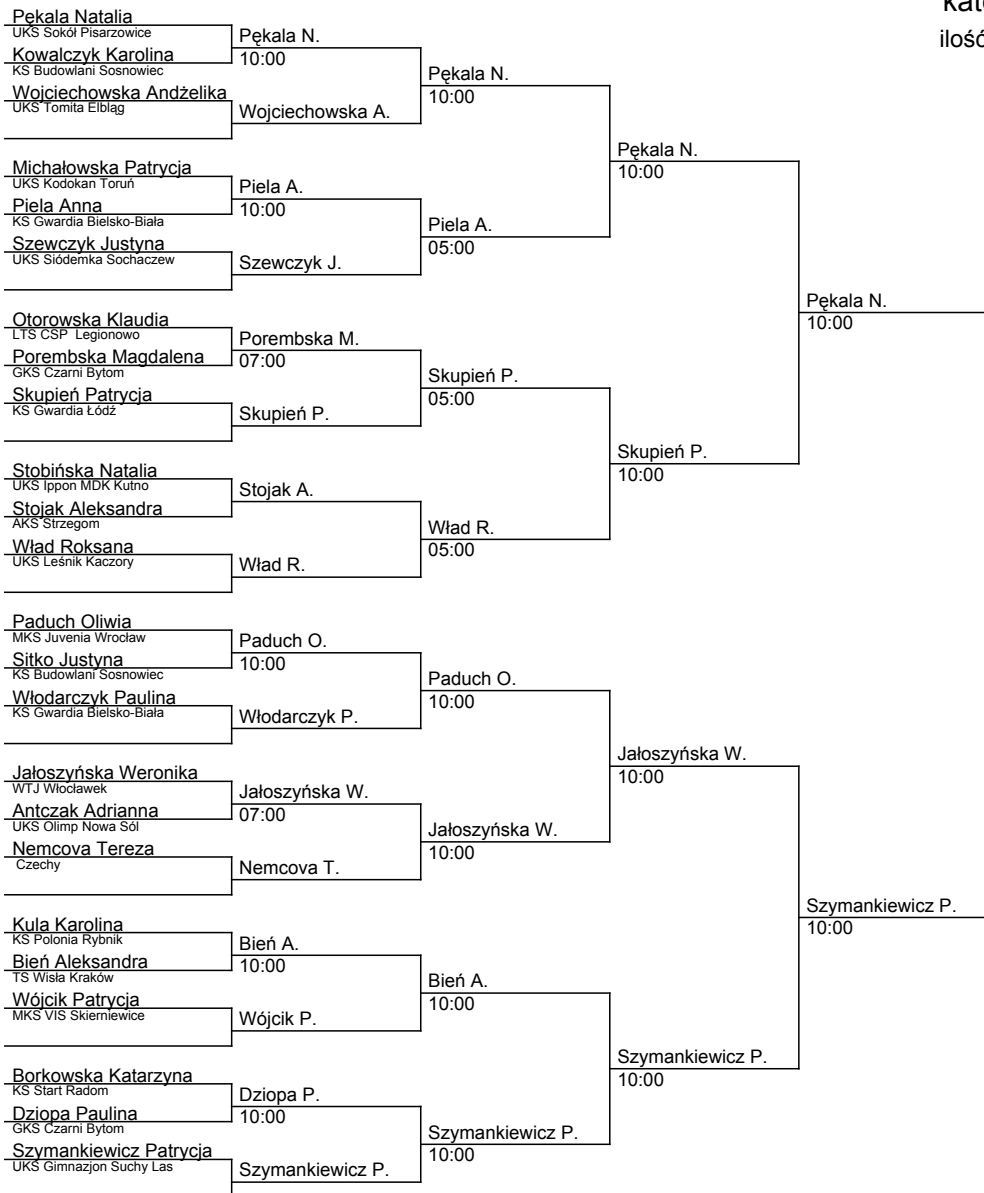 Pękala Natalia
UKS Sokół Pisarzowice
Kowalczyk Karolina
KS Budowlani Sosnowiec
Wojciechowska Andżelika
UKS Tomita Elbląg
Michałowska Patrycja
UKS Kodokan Toruń
Piela Anna
KS Gwardia Bielsko-Biała
Szewczyk Justyna
UKS Siódemka Sochaczew
Otorowska Klaudia
LTS CSP Legionowo
Porembska Magdalena
GKS Czarni Bytom
Skupień Patrycja
KS Gwardia Łódź
Stobińska Natalia
UKS Ippon MDK Kutno
Stojak Aleksandra
AKS Strzegom
Wład Roksana
UKS Leśnik Kaczory
Paduch Oliwia
MKS Juvenia Wrocław
Sitko Justyna
KS Budowlani Sosnowiec
Włodarczyk Paulina
KS Gwardia Bielsko-Biała
Jałoszyńska Weronika
WTJ Włocławek
Antczak Adrianna
UKS Olimp Nowa Sól
Nemcova Tereza
Czechy
Kula Karolina
KS Polonia Rybnik
Bień Aleksandra
TS Wisła Kraków
Wójcik Patrycja
MKS VIS Skierniewice
Borkowska Katarzyna
KS Start Radom
Dziopa Paulina
GKS Czarni Bytom
Szymankiewicz Patrycja
UKS Gimnazjon Suchy Las
Pękala N.
10:00
Wojciechowska A.
Piela A.
10:00
Szewczyk J.
Porembska M.
07:00
Skupień P.
Stojak A.
Wład R.
Paduch O.
10:00
Włodarczyk P.
Jałoszyńska W.
07:00
Nemcova T.
Bień A.
10:00
Wójcik P.
Dziopa P.
10:00
Szymankiewicz P.
Pękala N.
10:00
Piela A.
05:00
Skupień P.
05:00
Wład R.
05:00
Paduch O.
10:00
Jałoszyńska W.
10:00
Bień A.
10:00
Szymankiewicz P.
10:00
Pękala N.
10:00
Skupień P.
10:00
Jałoszyńska W.
10:00
Szymankiewicz P.
10:00
Pękala N.
10:00
Szymankiewicz P.
10:00
ilość